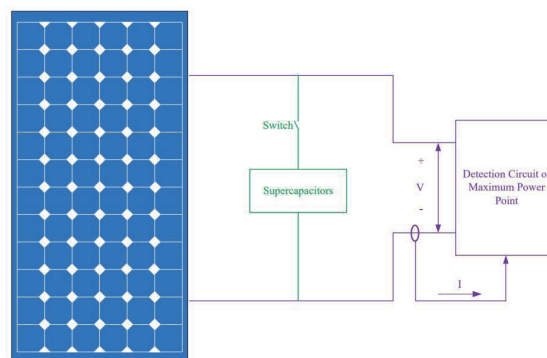 Switch
Supercapacitors
+
V
-
Detection Circuit o
Maximum Power
Point
I